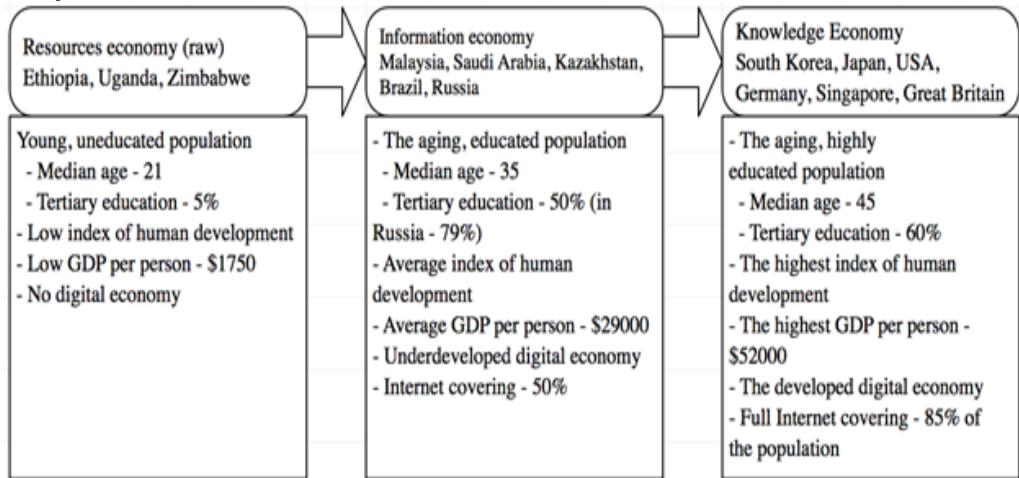 Resources economy (raw)
Ethiopia, Uganda, Zimbabwe
Young, uneducated population
- Median age - 21
- Tertiary education - 5%
- Low index of human development
- Low GDP per person - $1750
- No digital economy
Information economy
Malaysia, Saudi Arabia, Kazakhstan,
Brazil, Russia
- The aging, educated population
- Median age - 35
- Tertiary education - 50% (in
Russia - 79%)
- Average index of human
development
- Average GDP per person - $29000
- Underdeveloped digital economy
- Internet covering - 50%
Knowledge Economy
South Korea, Japan, USA,
Germany, Singapore, Great Britain
- The aging, highly
educated population
- Median age - 45
- Tertiary education - 60%
- The highest index of human
development
- The highest GDP per person -
$52000
- The developed digital economy
- Full Internet covering - 85% of
the population